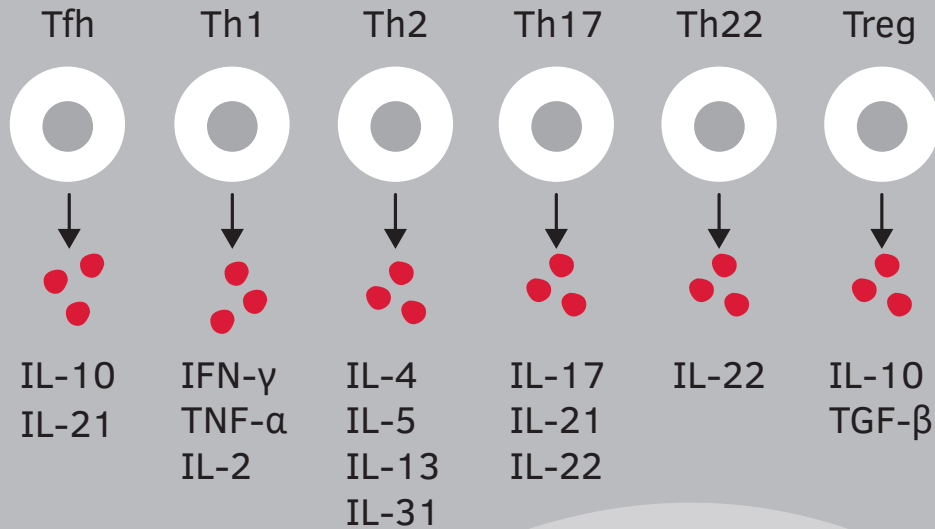 Tfh Th1 Th2 Th17 Th22 Treg
IL-10 IFN-γ IL-4 IL-17 IL-22 IL-10
IL-21 TNF-α IL-5 IL-21 TGF-β
IL-2 IL-13 IL-22
IL-31